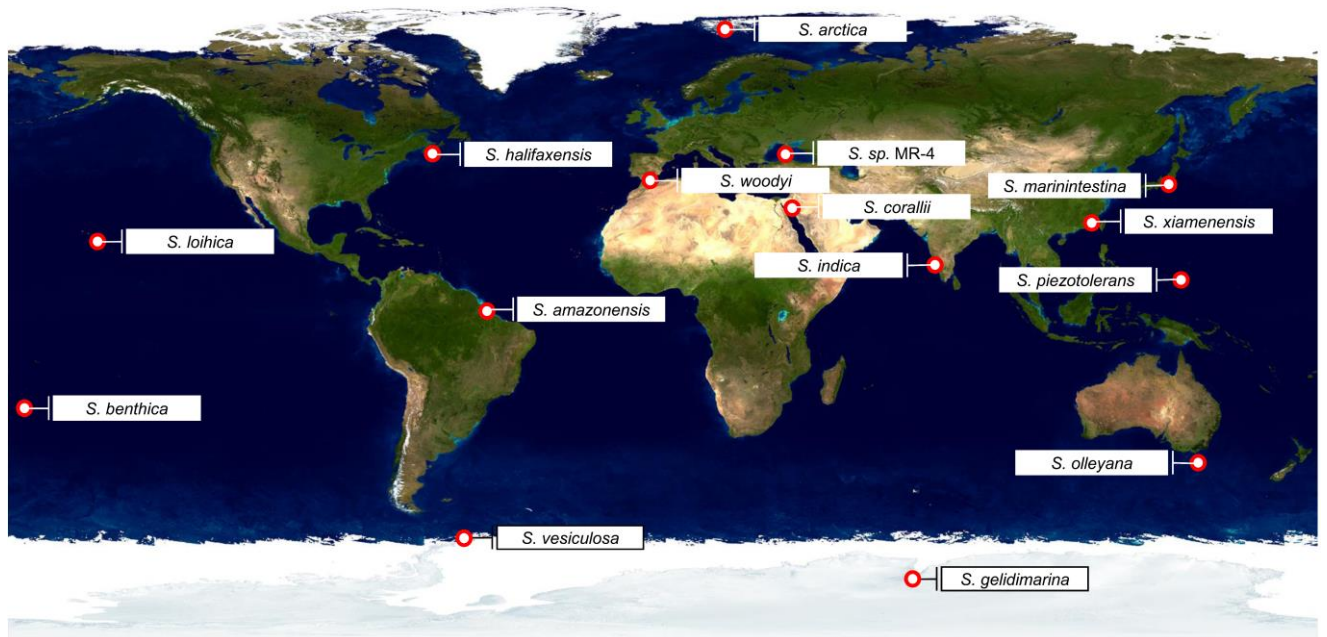 S. arctica
S. halifaxensis
S. sp. MR-4
S. woodyi
S. marinintestina
S. corallii
S. xiamenensis
S. loihica
S. indica
S. piezotolerans
S. amazonensis
S. benthica
S. olleyana
S. vesiculosa
S. gelidimarina